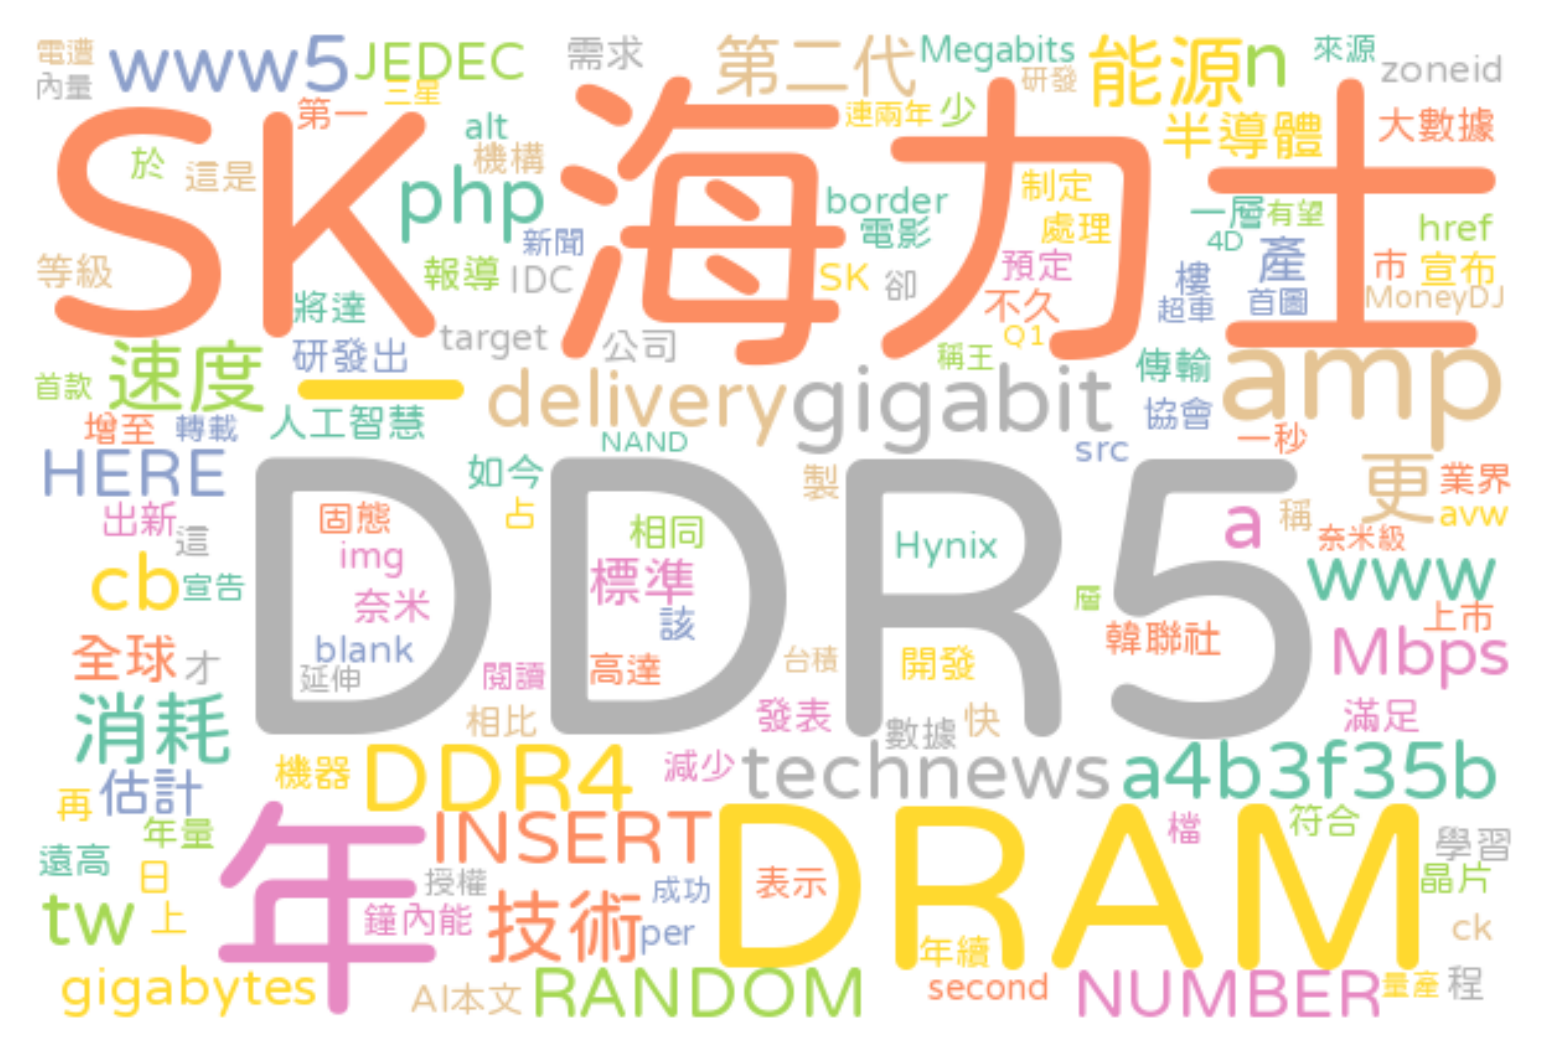 電遭
www5
JEDEC
需求
第二代
Megabits
能源
n
來源
內量
三星
研發
zoneid
SK
第一
alt
海力士
連兩年
少
半導體
大數據
於
這是
機構
php
border
制定
一層
有望
href
新聞
電影
處理
4D
產
等級
報導
IDC
SK
卻
預定
樓
市
宣布
將達
不久
超車
首圖
MoneyDJ
target
公司
Q1
速度
研發出
稱王
傳輸
amp
首款
一
delivery
gigabit
增至
轉載
人工智慧
NAND
協會
src
一秒
HERE
DDR5
如今
製
更
業界
出新
這
固態
占
相同
Hynix
a
稱
avw
img
標準
奈米級
cb
宣告
奈米
該
層
www
上市
全球
才
blank
韓聯社
Mbps
延伸
閱讀
高達
台積
開發
消耗
相比
發表
數據
快
滿足
估計
機器
DDR4
減少
technews
a4b3f35b
再
年量
年
INSERT
DRAM
檔
符合
學習
遠高
日
授權
成功
表示
晶片
tw
上
鐘內能
技術
per
年續
ck
gigabytes
AI本文
RANDOM
second
NUMBER
量產
程